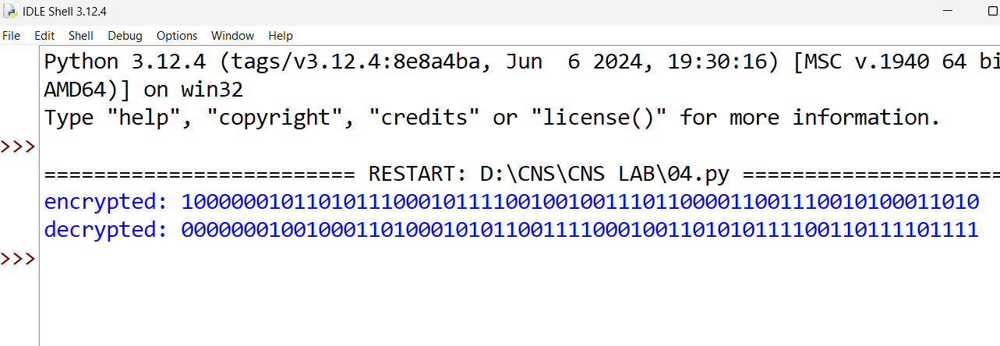 IDLE Shell 3.12.4
File Edit Shell Debug Options Window Help
Python 3.12.4 (tags/v3.12.4:8e8a4ba, Jun  6 2024, 19:30:16) [MSC v.1940 64 bi
AMD64)] on win32
Type "help", "copyright", "credits" or "license()" for more information.
>>>
========================= RESTART: D:\CNS\CNS LAB\04.py =====================
encrypted: 1000000101101011100010111100100100111011000011001110010100011010
decrypted: 0000000100100011010001010110011110001001101010111100110111101111
>>>